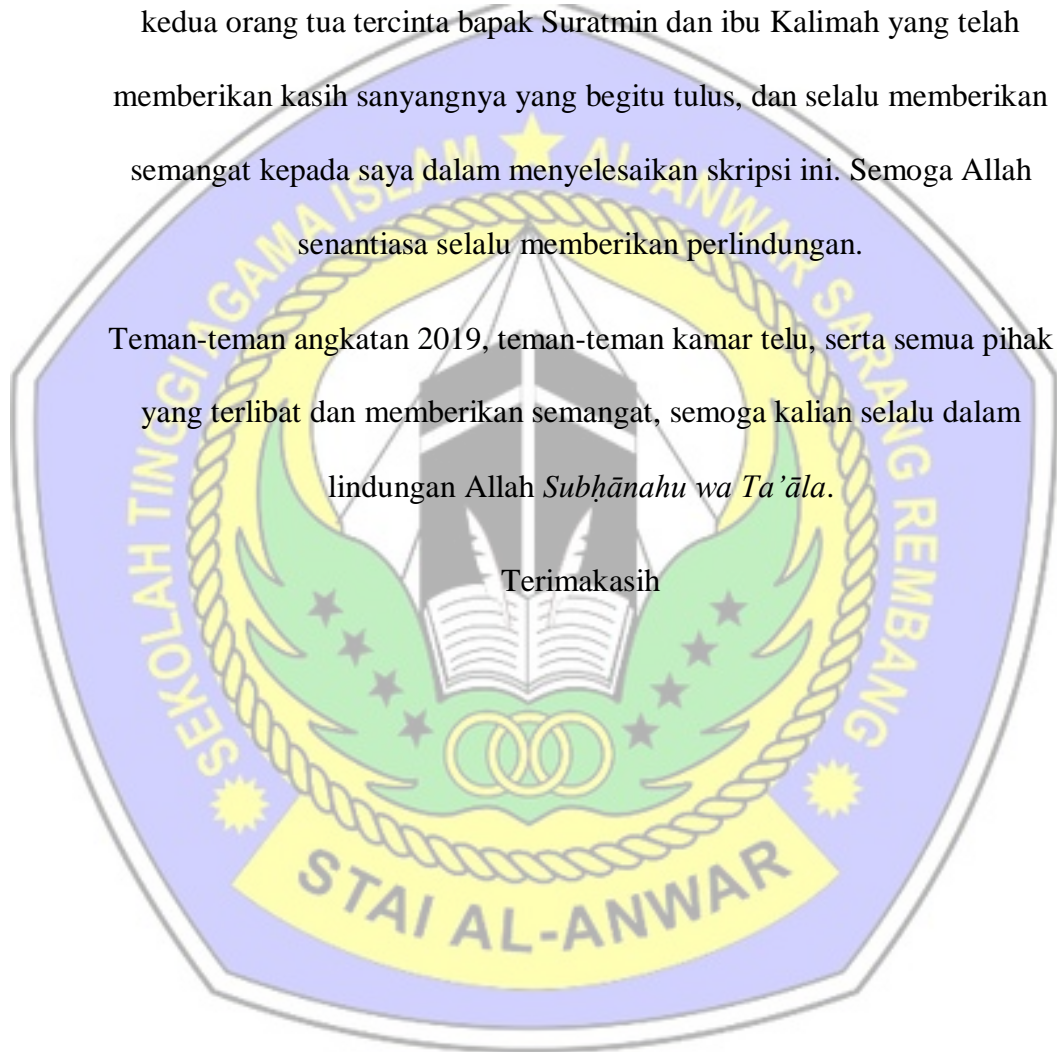 kedua orang tua tercinta bapak Suratmin dan ibu Kalimah yang telah
memberikan kasih sanyangnya yang begitu tulus, dan selalu memberikan
semangat kepada saya dalam menyelesaikan skripsi ini. Semoga Allah
senantiasa selalu memberikan perlindungan.
Teman-teman angkatan 2019, teman-teman kamar telu, serta semua pihak
yang terlibat dan memberikan semangat, semoga kalian selalu dalam
lindungan Allah Subḥānahu wa Ta’āla.
Terimakasih
SEKOLAH TINGGI AGAMA ISLAM AL-ANWAR SARANG REMBANG
STAI AL-ANWAR